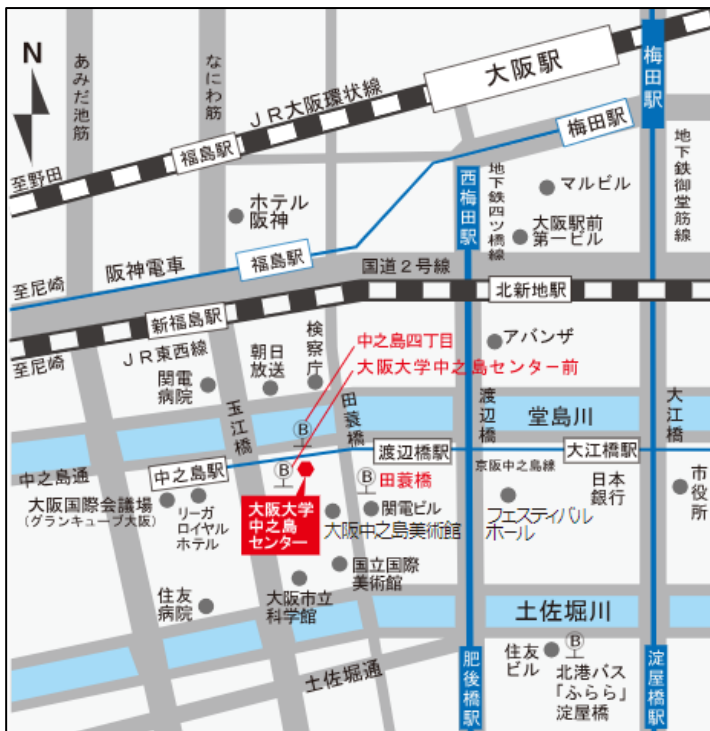 N
あみだ池筋
なにわ筋
JR大阪環状線
大阪駅
梅田駅
福島駅
至野田
梅田駅
地下鉄御堂筋線
西梅田駅
地下鉄四ツ橋線
マルビル
大阪駅前
第一ビル
ホテル
阪神
阪神電車
福島駅
国道2号線
至尼崎
北新地駅
新福島駅
至尼崎
JR東西線
関電
病院
朝日
放送
検察庁
中之島四丁目
大阪大学中之島センター前
アバンザ
玉江橋
田蓑橋
渡辺橋
堂島川
大江橋
B
中之島通
中之島駅
渡辺橋駅
大江橋駅
京阪中之島線
B
B
田蓑橋
日本
銀行
市役所
大阪国際会議場
(グランキューブ大阪)
リーガ
ロイヤル
ホテル
大阪大学
中之島
センター
関電ビル
大阪中之島美術館
フェスティバル
ホール
国立国際
美術館
大阪市立
科学館
住友
病院
土佐堀川
土佐堀通
肥後橋駅
住友
ビル
B
北港バス
「ふらら」
淀屋橋
淀屋橋駅